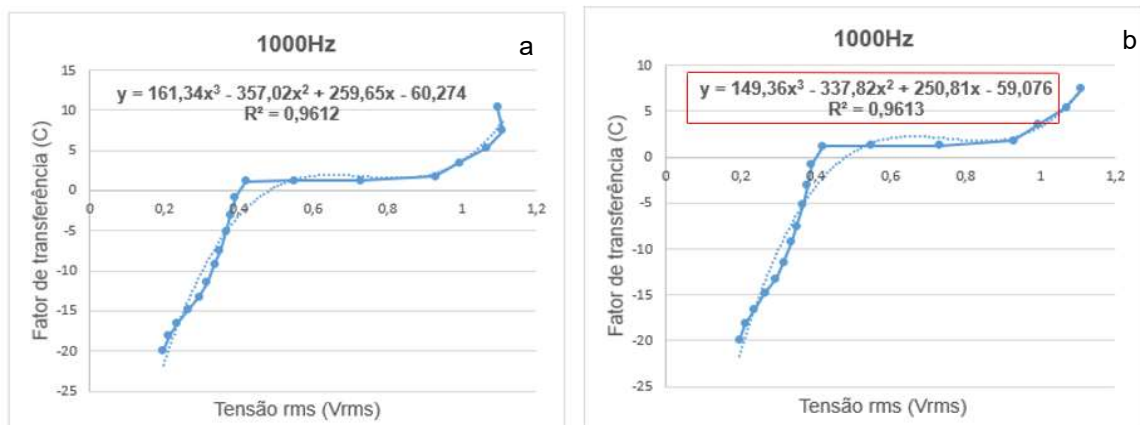 1000Hz
a
y = 161,34x³ - 357,02x² + 259,65x - 60,274
R² = 0,9612
Fator de transferência (C)
15
10
5
0
-5
-10
-15
-20
-25
0 0,2 0,4 0,6 0,8 1 1,2
Tensão rms (Vrms)
1000Hz
b
y = 149,36x³ - 337,82x² + 250,81x - 59,076
R² = 0,9613
Fator de transferência (C)
10
5
0
-5
-10
-15
-20
-25
0 0,2 0,4 0,6 0,8 1 1,2
Tensão rms (Vrms)